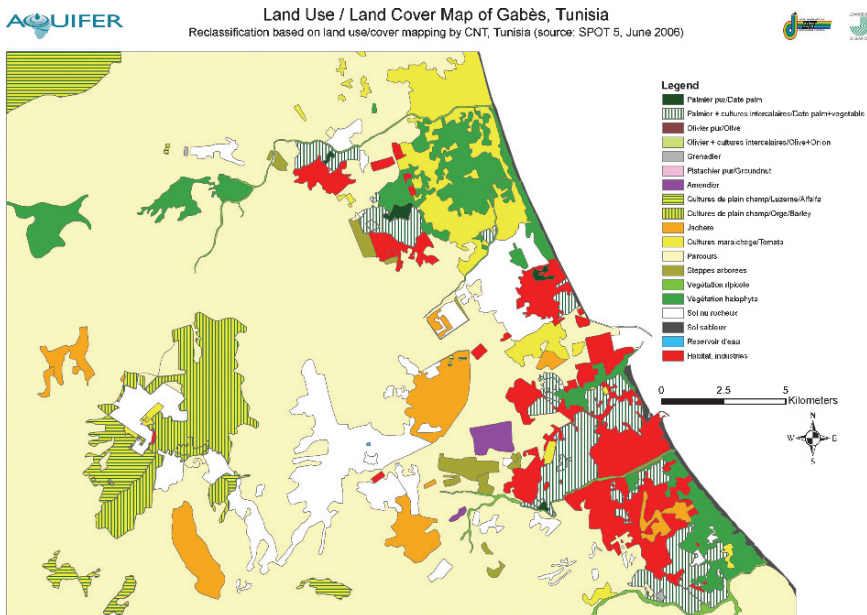 AQUIFER
Land Use / Land Cover Map of Gabès, Tunisia
Reclassification based on land use/cover mapping by CNT, Tunisia (source: SPOT 5, June 2006)
Legend
Palmier pur/Date palm
Palmier + cultures intercalaires/Date palm+vegetable
Olivier pur/Olive
Olivier + cultures intercalaires/Olive+Onion
Grenadier
Pistachier pur/Groundnut
Amendier
Cultures de plain champ/Luzerne/Alfalfa
Cultures de plain champ/Orge/Barley
Jachere
Cultures maraichage/Tomato
Parcours
Steppes arborees
Vegetation ripicole
Végétation halophyte
Sol nu rocheux
Sol sableux
Reservoir d'eau
Habitat, industries
0 2.5 5
Kilometers
N
W E
S